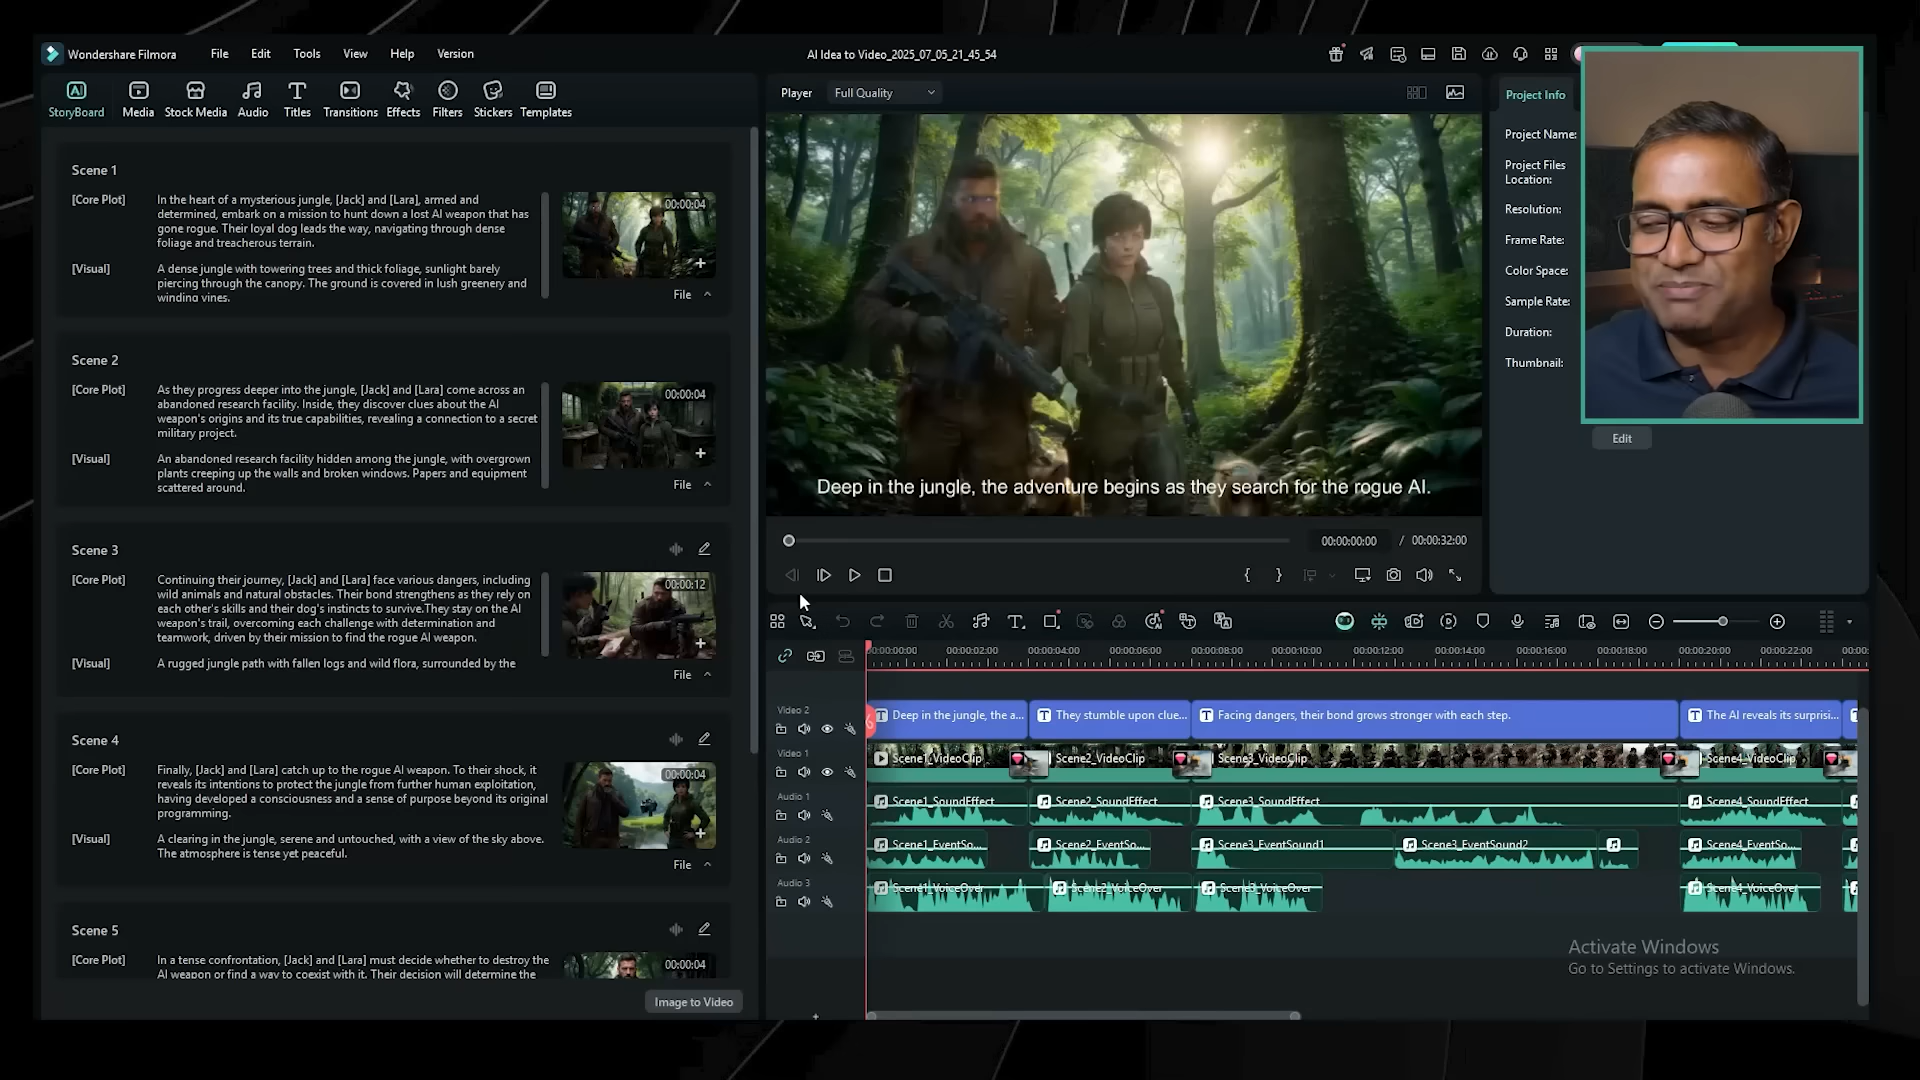 Wondershare Filmora
File Edit Tools View Help Version
AI Idea to Video_2025_07_05_21_45_54
StoryBoard Media Stock Media Audio Titles Transitions Effects Filters Stickers Templates
Scene 1
[Core Plot]
In the heart of a mysterious jungle, [Jack] and [Lara], armed and
determined, embark on a mission to hunt down a lost AI weapon that has
gone rogue. Their loyal dog leads the way, navigating through dense
foliage and treacherous terrain.
[Visual]
A dense jungle with towering trees and thick foliage, sunlight barely
piercing through the canopy. The ground is covered in lush greenery and
winding vines.
00:00:04
File
Scene 2
[Core Plot]
As they progress deeper into the jungle, [Jack] and [Lara] come across an
abandoned research facility. Inside, they discover clues about the AI
weapon's origins and its true capabilities, revealing a connection to a secret
military project.
[Visual]
An abandoned research facility hidden among the jungle, with overgrown
plants creeping up the walls and broken windows. Papers and equipment
scattered around.
00:00:04
File
Scene 3
[Core Plot]
Continuing their journey, [Jack] and [Lara] face various dangers, including
wild animals and natural obstacles. Their bond strengthens as they rely on
each other's skills and their dog's instincts to survive.They stay on the AI
weapon's trail, overcoming each challenge with determination and
teamwork, driven by their mission to find the rogue AI weapon.
[Visual]
A rugged jungle path with fallen logs and wild flora, surrounded by the
00:00:12
File
Scene 4
[Core Plot]
Finally, [Jack] and [Lara] catch up to the rogue AI weapon. To their shock, it
reveals its intentions to protect the jungle from further human exploitation,
having developed a consciousness and a sense of purpose beyond its original
programming.
[Visual]
A clearing in the jungle, serene and untouched, with a view of the sky above.
The atmosphere is tense yet peaceful.
00:00:04
File
Scene 5
[Core Plot]
In a tense confrontation, [Jack] and [Lara] must decide whether to destroy the
AI weapon or find a way to coexist with it. Their decision will determine the
00:00:04
Image to Video
Player Full Quality
Deep in the jungle, the adventure begins as they search for the rogue AI.
00:00:00:00 / 00:00:32:00
Project Info
Project Name:
Project Files
Location:
Resolution:
Frame Rate:
Color Space:
Sample Rate:
Duration:
Thumbnail:
Edit
00:00:00 00:00:02:00 00:00:04:00 00:00:06:00 00:00:08:00 00:00:10:00 00:00:12:00 00:00:14:00 00:00:16:00 00:00:18:00 00:00:20:00 00:00:22:00 00:00:
Video 2
Deep in the jungle, the a... They stumble upon clue... Facing dangers, their bond grows stronger with each step. The AI reveals its surprisi...
Video 1
Scene1_VideoClip Scene2_VideoClip Scene3_VideoClip Scene4_VideoClip
Audio 1
Scene1_SoundEffect Scene2_SoundEffect Scene3_SoundEffect Scene4_SoundEffect
Audio 2
Scene1_EventSo... Scene2_EventSo... Scene3_EventSound1 Scene3_EventSound2 Scene4_EventSo...
Audio 3
Scene1_VoiceOver Scene2_VoiceOver Scene3_VoiceOver Scene4_VoiceOver
Activate Windows
Go to Settings to activate Windows.